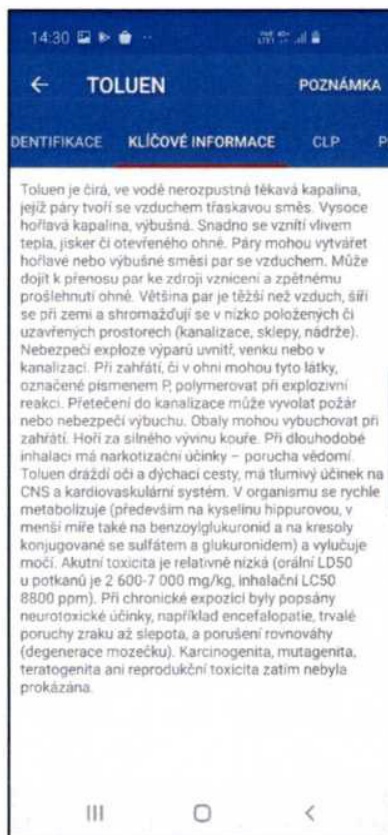 14:30
TOLUEN POZNÁMKA
DENTIFIKACE KLÍČOVÉ INFORMACE CLP P
Toluen je čirá, ve vodě nerozpustná těkavá kapalina,
jejíž páry tvoří se vzduchem třaskavou směs. Vysoce
hořlavá kapalina, výbušná. Snadno se vznítí vlivem
tepla, jisker či otevřeného ohně. Páry mohou vytvářet
hořlavé nebo výbušné směsi par se vzduchem. Může
dojít k přenosu par ke zdroji vznícení a zpětnému
prošlehnutí ohně. Většina par je těžší než vzduch, šíří
se při zemi a shromažďují se v nízko položených či
uzavřených prostorech (kanalizace, sklepy, nádrže).
Nebezpečí exploze výparů uvnitř, venku nebo v
kanalizaci. Při zahřátí, či v ohni mohou tyto látky,
označené písmenem P, polymerovat při explozivní
reakci. Přetečení do kanalizace může vyvolat požár
nebo nebezpečí výbuchu. Obaly mohou vybuchovat při
zahřátí. Hoří za silného vývinu kouře. Při dlouhodobé
inhalaci má narkotizační účinky – porucha vědomí.
Toluen dráždí oči a dýchací cesty, má tlumivý účinek na
CNS a kardiovaskulární systém. V organismu se rychle
metabolizuje (především na kyselinu hippurovou, v
menší míře také na benzoylglukuronid a na kresoly
konjugované se sulfátem a glukuronidem) a vylučuje
močí. Akutní toxicita je relativně nízká (orální LD50
u potkanů je 2 600-7 000 mg/kg, inhalační LC50
8800 ppm). Při chronické expozici byly popsány
neurotoxické účinky, například encefalopatie, trvalé
poruchy zraku až slepota, a porušení rovnováhy
(degenerace mozečku). Karcinogenita, mutagenita,
teratogenita ani reprodukční toxicita zatím nebyla
prokázána.